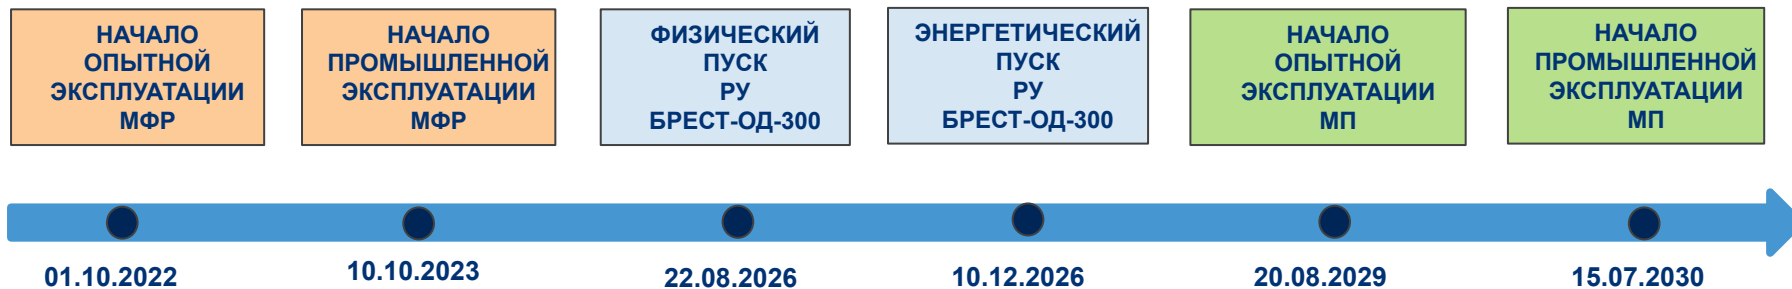 НАЧАЛО
ОПЫТНОЙ
ЭКСПЛУАТАЦИИ
МФР
НАЧАЛО
ПРОМЫШЛЕННОЙ
ЭКСПЛУАТАЦИИ
МФР
ФИЗИЧЕСКИЙ
ПУСК
РУ
БРЕСТ-ОД-300
ЭНЕРГЕТИЧЕСКИЙ
ПУСК
РУ
БРЕСТ-ОД-300
НАЧАЛО
ОПЫТНОЙ
ЭКСПЛУАТАЦИИ
МП
НАЧАЛО
ПРОМЫШЛЕННОЙ
ЭКСПЛУАТАЦИИ
МП
01.10.2022
10.10.2023
22.08.2026
10.12.2026
20.08.2029
15.07.2030